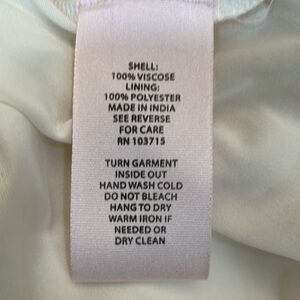 SHELL:
100% VISCOSE
LINING:
100% POLYESTER
MADE IN INDIA
SEE REVERSE
FOR CARE
RN 103715
TURN GARMENT
INSIDE OUT
HAND WASH COLD
DO NOT BLEACH
HANG TO DRY
WARM IRON IF
NEEDED OR
DRY CLEAN